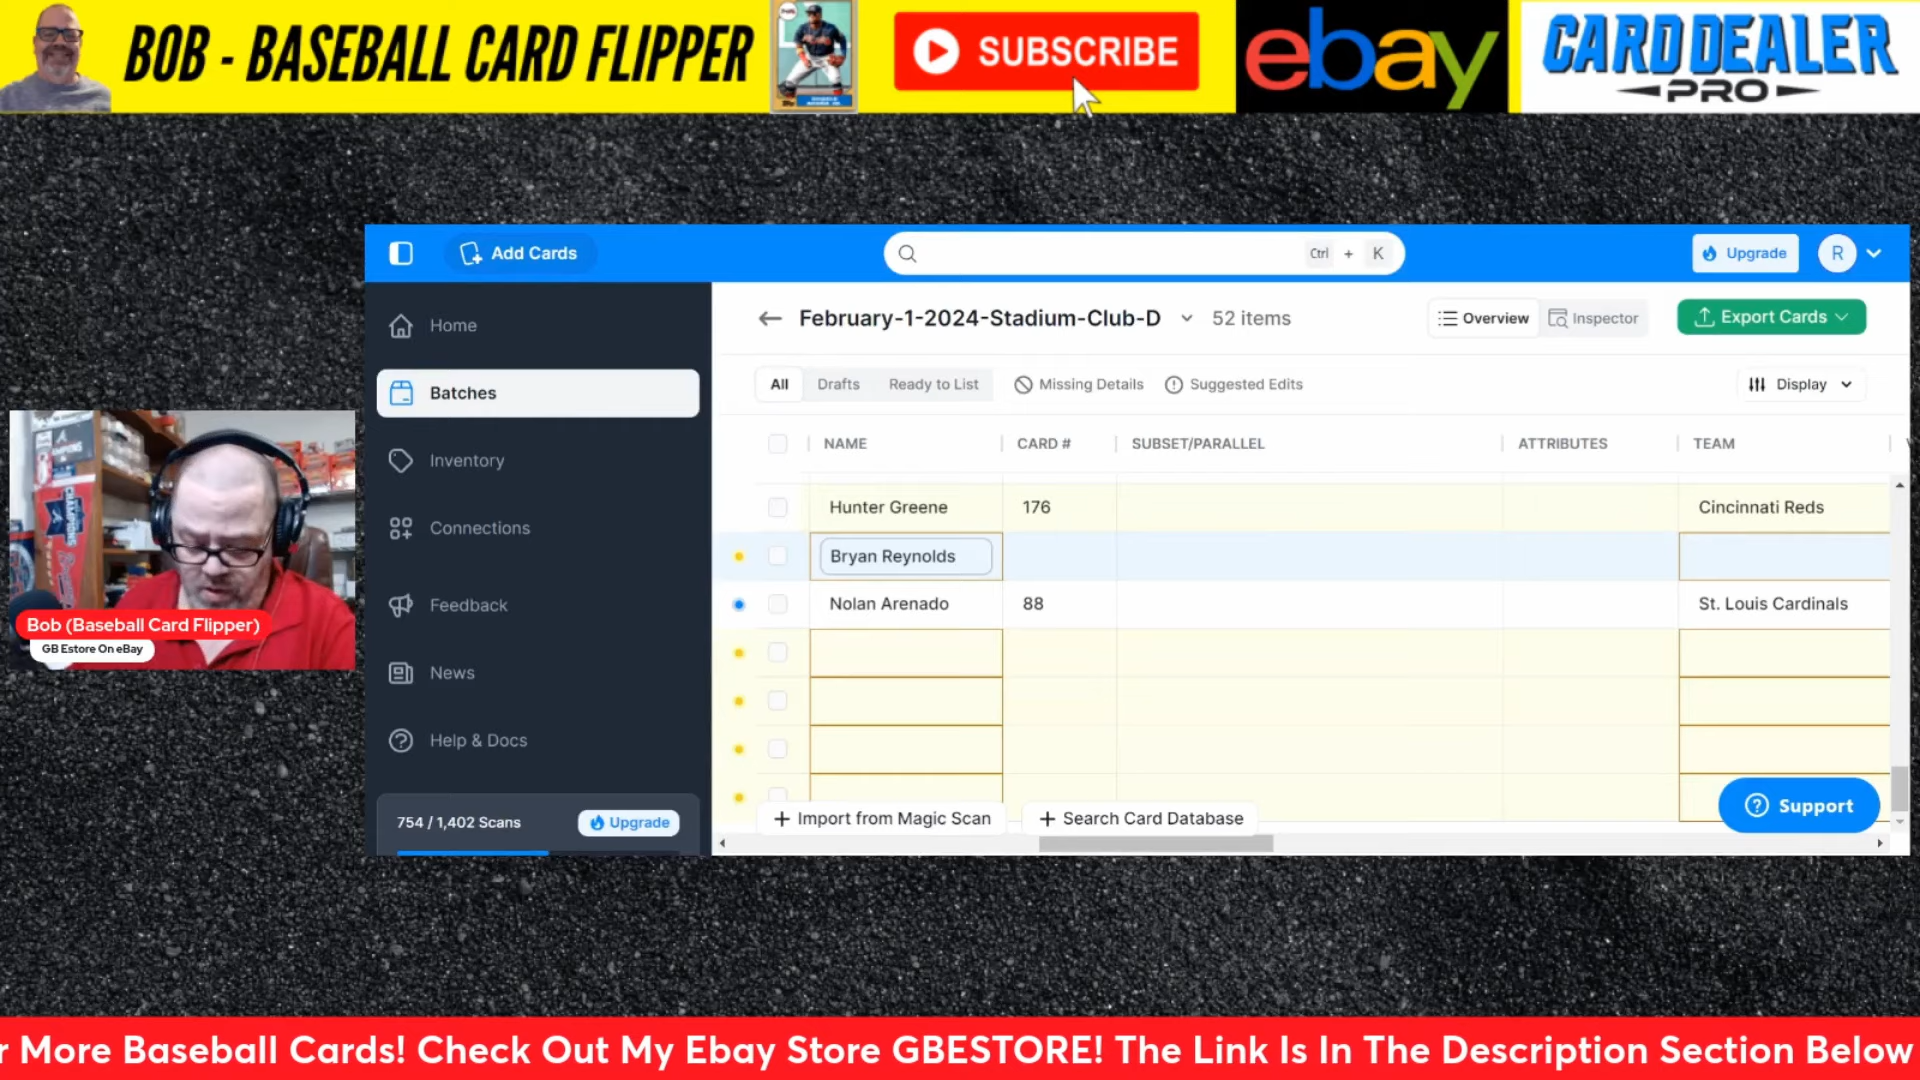 BOB - BASEBALL CARD FLIPPER
SUBSCRIBE
ebay
CARD DEALER
PRO
Add Cards
Ctrl + K
Upgrade
R
Home
Batches
Inventory
Connections
Feedback
News
Help & Docs
754 / 1,402 Scans
Upgrade
February-1-2024-Stadium-Club-D 52 items
Overview
Inspector
Export Cards
All
Drafts
Ready to List
Missing Details
Suggested Edits
Display
NAME CARD # SUBSET/PARALLEL ATTRIBUTES TEAM
Hunter Greene 176 Cincinnati Reds
Bryan Reynolds
Nolan Arenado 88 St. Louis Cardinals
+ Import from Magic Scan
+ Search Card Database
Support
CHAMPIONS
Bob (Baseball Card Flipper)
GB Estore On eBay
r More Baseball Cards! Check Out My Ebay Store GBESTORE! The Link Is In The Description Section Below